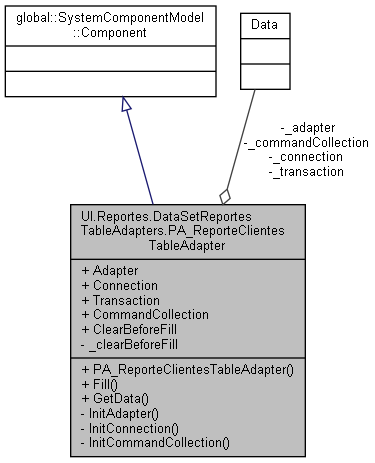 global::SystemComponentModel
::Component
Data
-_adapter
-_commandCollection
-_connection
-_transaction
UI.Reportes.DataSetReportes
TableAdapters.PA_ReporteClientes
TableAdapter
+ Adapter
+ Connection
+ Transaction
+ CommandCollection
+ ClearBeforeFill
- _clearBeforeFill
+ PA_ReporteClientesTableAdapter()
+ Fill()
+ GetData()
- InitAdapter()
- InitConnection()
- InitCommandCollection()